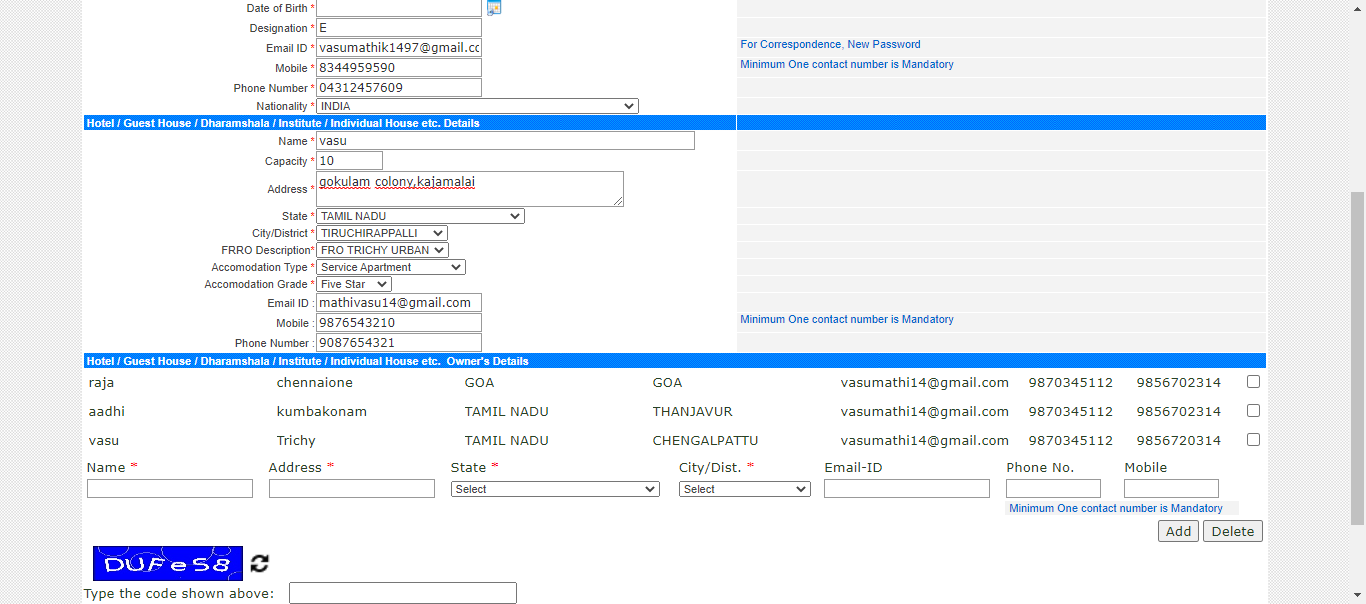 Date of Birth *
Designation * E
Email ID * vasumathik1497@gmail.cc For Correspondence, New Password
Mobile * 8344959590 Minimum One contact number is Mandatory
Phone Number * 04312457609
Nationality * INDIA
Hotel / Guest House / Dharamshala / Institute / Individual House etc. Details
Name * vasu
Capacity * 10
Address * gokulam colony,kajamalai
State * TAMIL NADU
City/District * TIRUCHIRAPPALLI
FRRO Description* FRO TRICHY URBAN
Accomodation Type * Service Apartment
Accomodation Grade * Five Star
Email ID : mathivasu14@gmail.com
Mobile : 9876543210 Minimum One contact number is Mandatory
Phone Number : 9087654321
Hotel / Guest House / Dharamshala / Institute / Individual House etc. Owner's Details
raja chennaione GOA GOA vasumathi14@gmail.com 9870345112 9856702314
aadhi kumbakonam TAMIL NADU THANJAVUR vasumathi14@gmail.com 9870345112 9856702314
vasu Trichy TAMIL NADU CHENGALPATTU vasumathi14@gmail.com 9870345112 9856720314
Name * Address * State * City/Dist. * Email-ID Phone No. Mobile
Select Select
Minimum One contact number is Mandatory
Add Delete
DUFeS8
Type the code shown above: